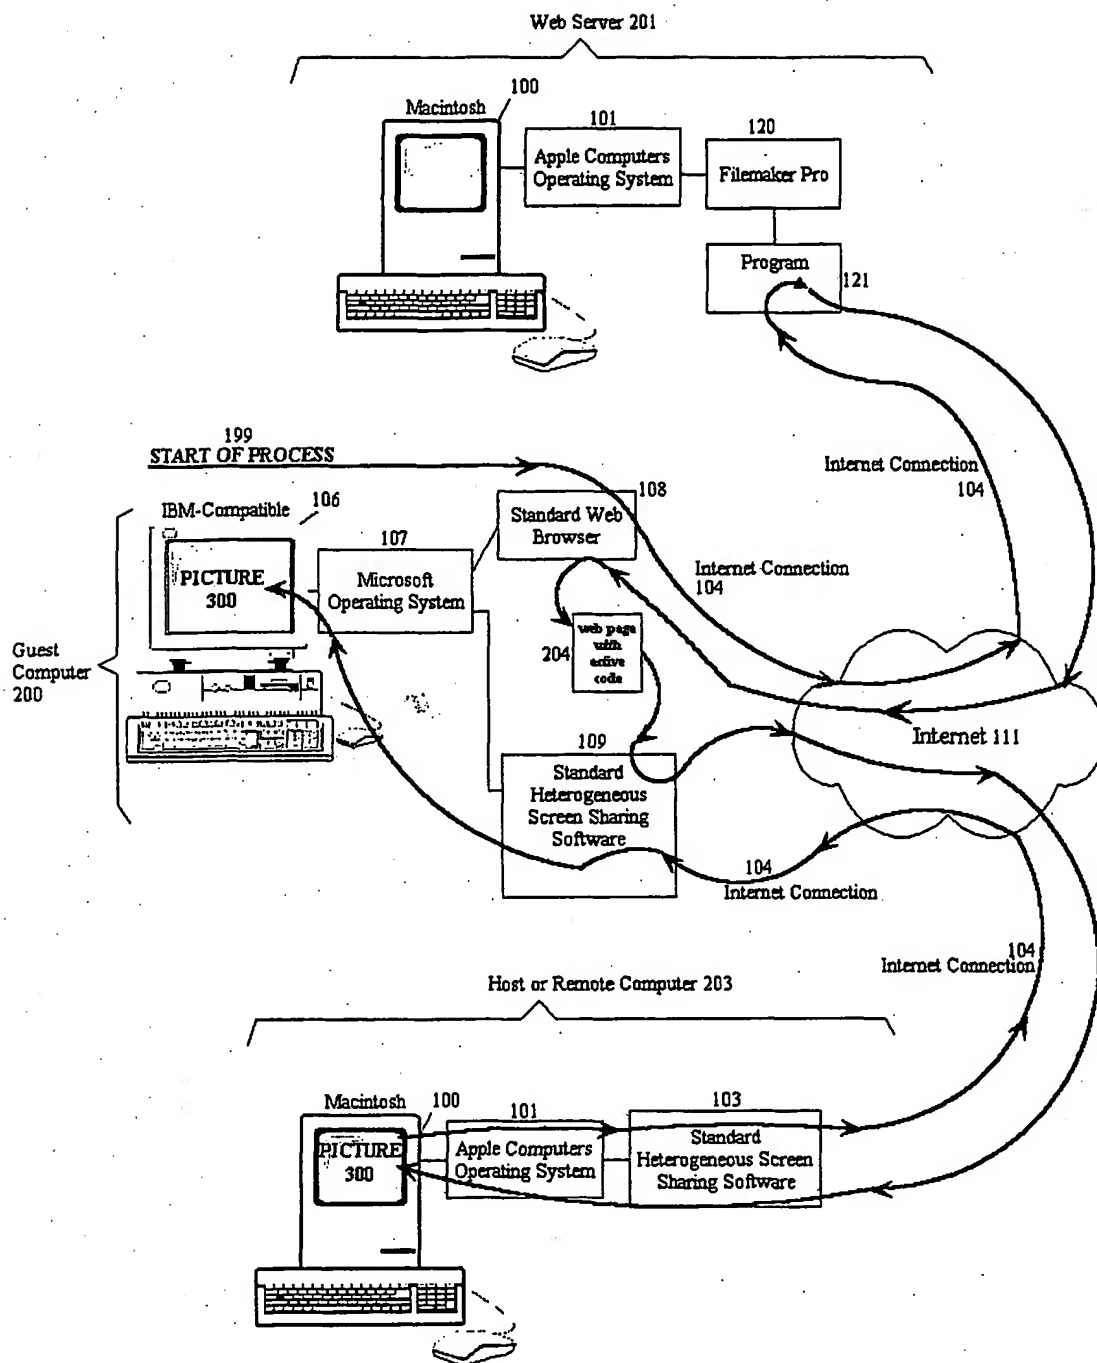 Web Server 201
Macintosh
100
101
Apple Computers
Operating System
120
Filemaker Pro
Program
121
199
START OF PROCESS
Internet Connection
104
IBM-Compatible
106
108
Standard Web
Browser
107
Microsoft
Operating System
PICTURE
300
Internet Connection
104
Guest
Computer
200
204
web page
with
active
code
Internet 111
109
Standard
Heterogeneous
Screen Sharing
Software
104
Internet Connection
104
Internet Connection
Host or Remote Computer 203
Macintosh
100
101
Apple Computers
Operating System
103
Standard
Heterogeneous Screen
Sharing Software
PICTURE
300